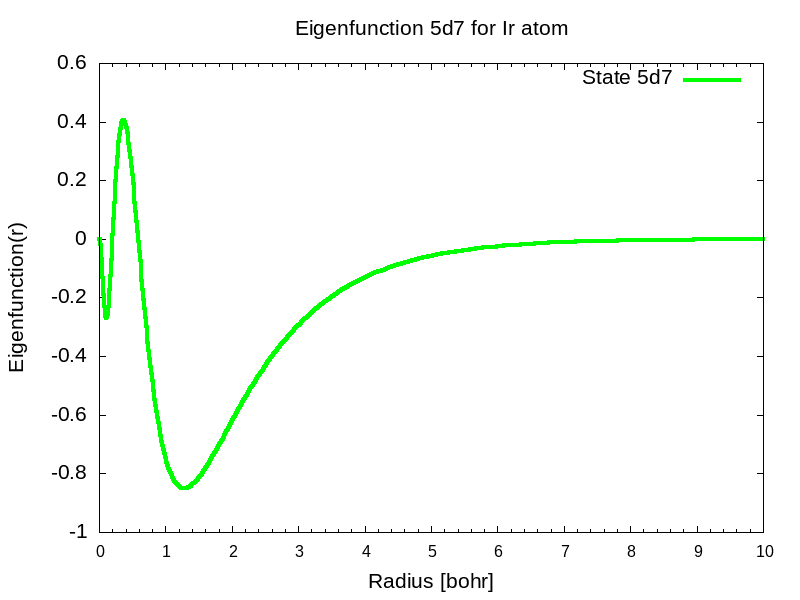 Eigenfunction 5d7 for Ir atom
State 5d7
0.6
0.4
0.2
0
-0.2
-0.4
-0.6
-0.8
-1
Eigenfunction(r)
0 1 2 3 4 5 6 7 8 9 10
Radius [bohr]